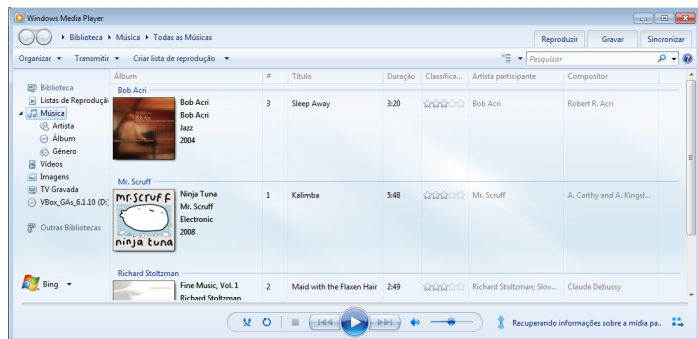 Windows Media Player
Biblioteca Música Todas as Músicas
Reproduzir Gravar Sincronizar
Organizar Transmitir Criar lista de reprodução Pesquisar
Álbum # Título Duração Classifica... Artista participante Compositor
Biblioteca
Listas de Reproduçã
Música
Artista
Álbum
Gênero
Vídeos
Imagens
TV Gravada
VBox_GAs_6.1.10 (D:)
Outras Bibliotecas
Bing
Bob Acri
Bob Acri 3 Sleep Away 3:20 Bob Acri Robert R. Acri
Bob Acri
Jazz
2004
Mr. Scruff
mr.scruff
ninja tuna
Ninja Tuna 1 Kalimba 5:48 Mr. Scruff A. Carthy and A. Kingsl...
Mr. Scruff
Electronic
2008
Richard Stoltzman
Fine Music, Vol. 1 2 Maid with the Flaxen Hair 2:49 Richard Stoltzman; Slov... Claude Debussy
Richard Stoltzman
Recuperando informações sobre a mídia pa..